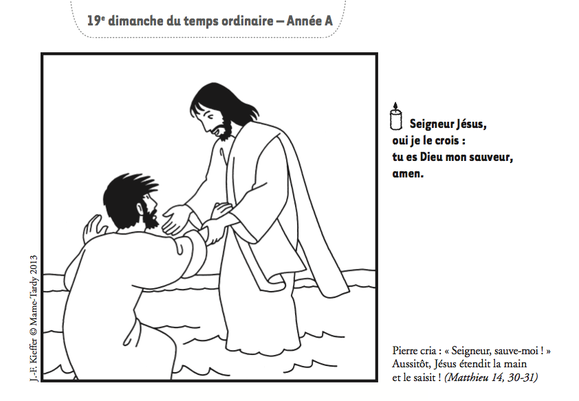 19e dimanche du temps ordinaire – Année A
Seigneur Jésus,
oui je le crois :
tu es Dieu mon sauveur,
amen.
J.-F. Kieffer © Mame-Tardy 2013
Pierre cria : « Seigneur, sauve-moi ! »
Aussitôt, Jésus étendit la main
et le saisit ! (Matthieu 14, 30-31)